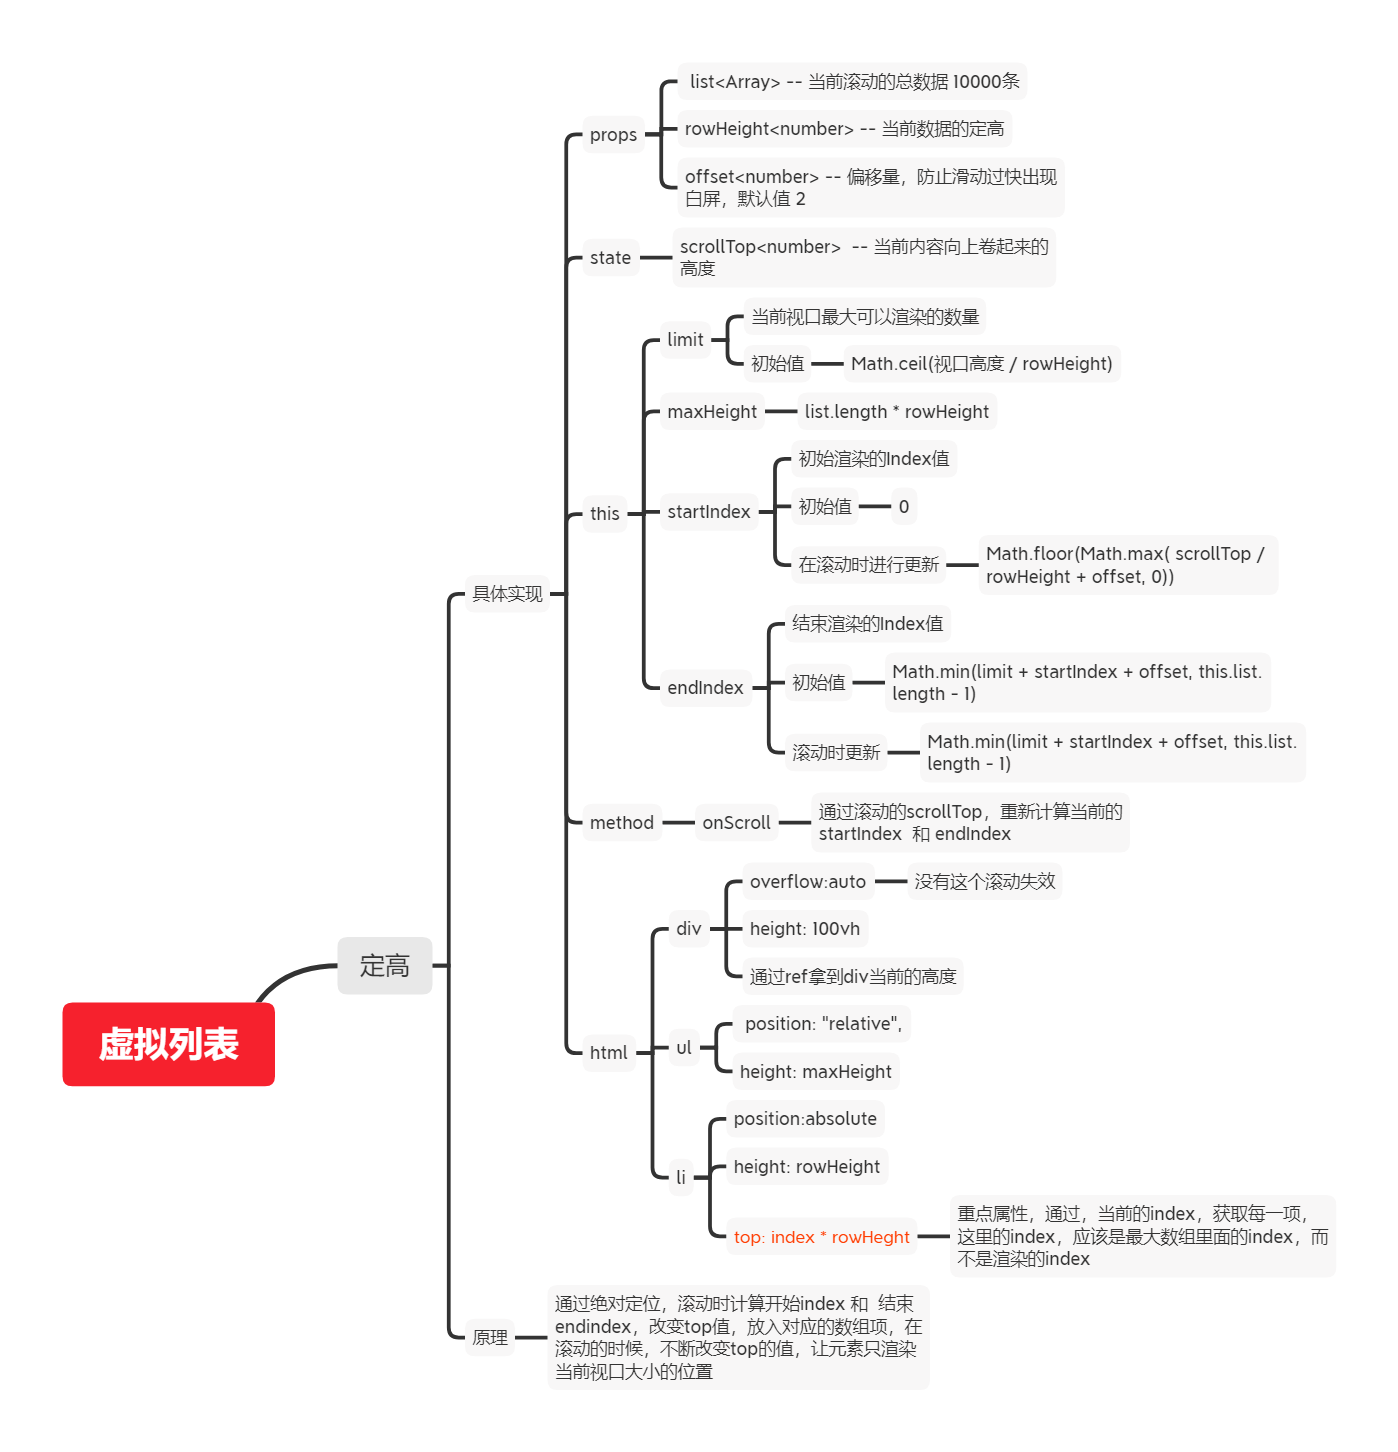 虚拟列表
定高
具体实现
props
list<Array> -- 当前滚动的总数据 10000条
rowHeight<number> -- 当前数据的定高
offset<number> -- 偏移量，防止滑动过快出现
白屏，默认值 2
state
scrollTop<number>  -- 当前内容向上卷起来的
高度
this
limit
当前视口最大可以渲染的数量
初始值
Math.ceil(视口高度 / rowHeight)
maxHeight
list.length * rowHeight
startIndex
初始渲染的Index值
初始值
0
在滚动时进行更新
Math.floor(Math.max( scrollTop /
rowHeight + offset, 0))
endIndex
结束渲染的Index值
初始值
Math.min(limit + startIndex + offset, this.list.
length - 1)
滚动时更新
Math.min(limit + startIndex + offset, this.list.
length - 1)
method
onScroll
通过滚动的scrollTop，重新计算当前的
startIndex  和 endIndex
html
div
overflow:auto
没有这个滚动失效
height: 100vh
通过ref拿到div当前的高度
ul
position: "relative",
height: maxHeight
li
position:absolute
height: rowHeight
top: index * rowHeght
重点属性，通过，当前的index，获取每一项，
这里的index，应该是最大数组里面的index，而
不是渲染的index
原理
通过绝对定位，滚动时计算开始index 和  结束
endindex，改变top值，放入对应的数组项，在
滚动的时候，不断改变top的值，让元素只渲染
当前视口大小的位置